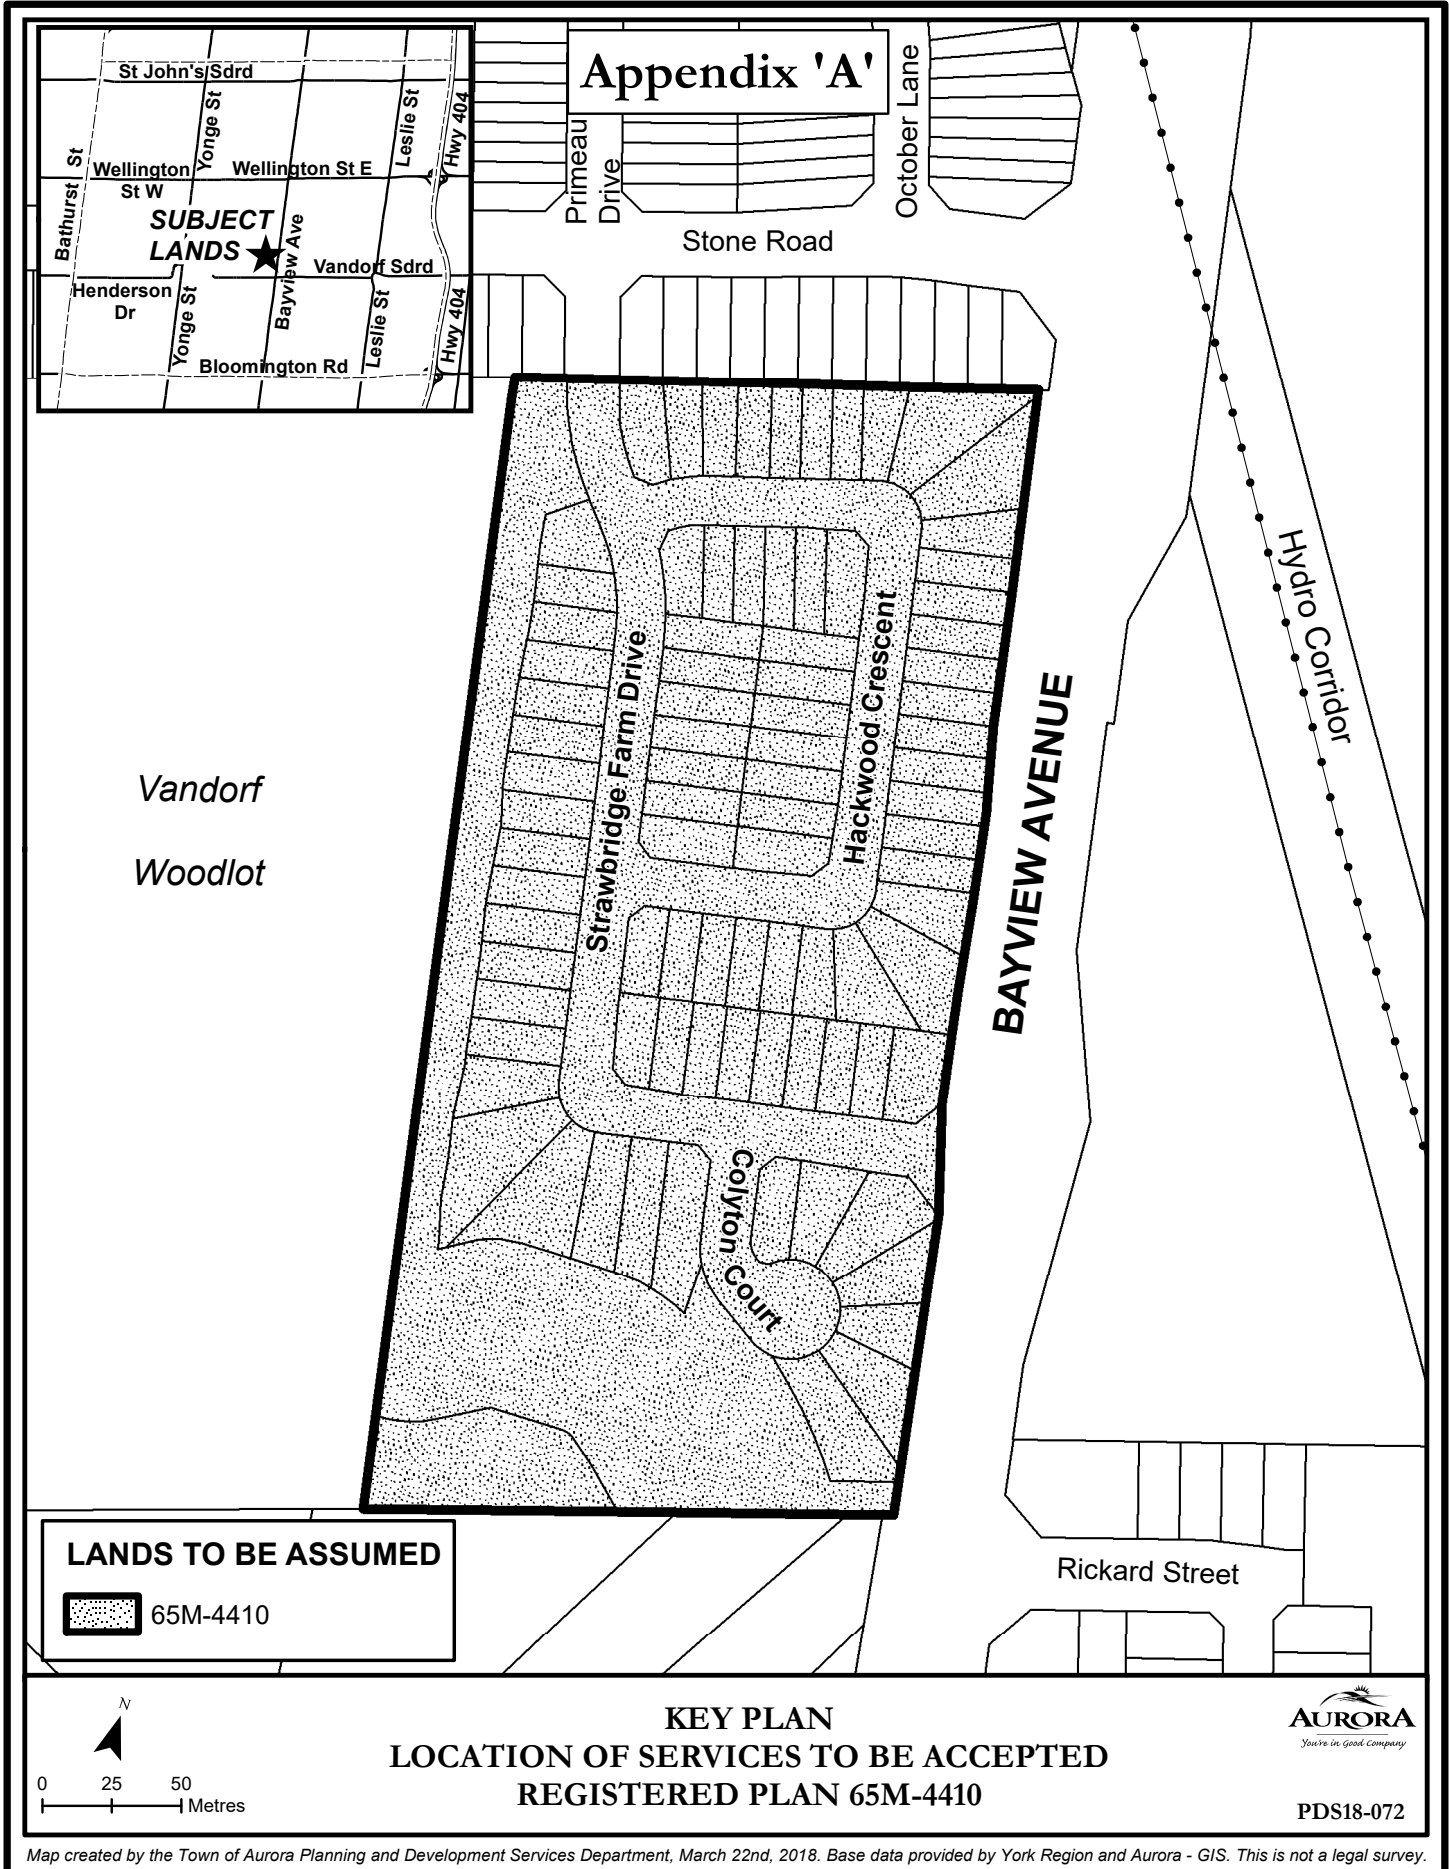 Appendix 'A'
St John's Sdrd
Yonge St
Leslie St
Hwy 404
Bathurst St
Wellington
St W
Wellington St E
SUBJECT
LANDS
Bayview Ave
Vandorf Sdrd
Henderson
Dr
Yonge St
Leslie St
Hwy 404
Bloomington Rd
Primeau
Drive
October Lane
Stone Road
Hydro Corridor
Strawbridge Farm Drive
Hackwood Crescent
BAYVIEW AVENUE
Vandorf
Woodlot
Colyton Court
Rickard Street
LANDS TO BE ASSUMED
65M-4410
N
0 25 50
Metres
KEY PLAN
LOCATION OF SERVICES TO BE ACCEPTED
REGISTERED PLAN 65M-4410
AURORA
You're in Good Company
PDS18-072
Map created by the Town of Aurora Planning and Development Services Department, March 22nd, 2018. Base data provided by York Region and Aurora - GIS. This is not a legal survey.